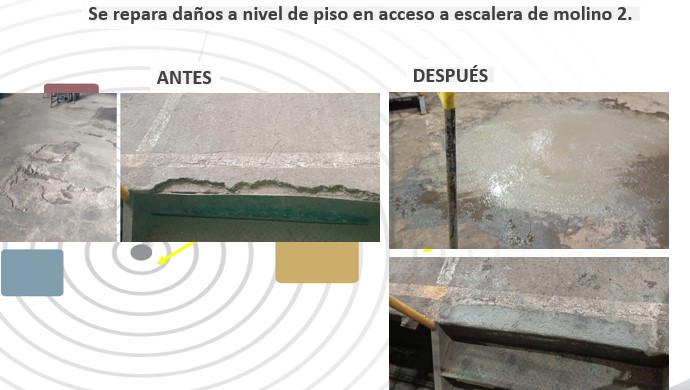 Se repara daños a nivel de piso en acceso a escalera de molino 2.
ANTES
DESPUÉS